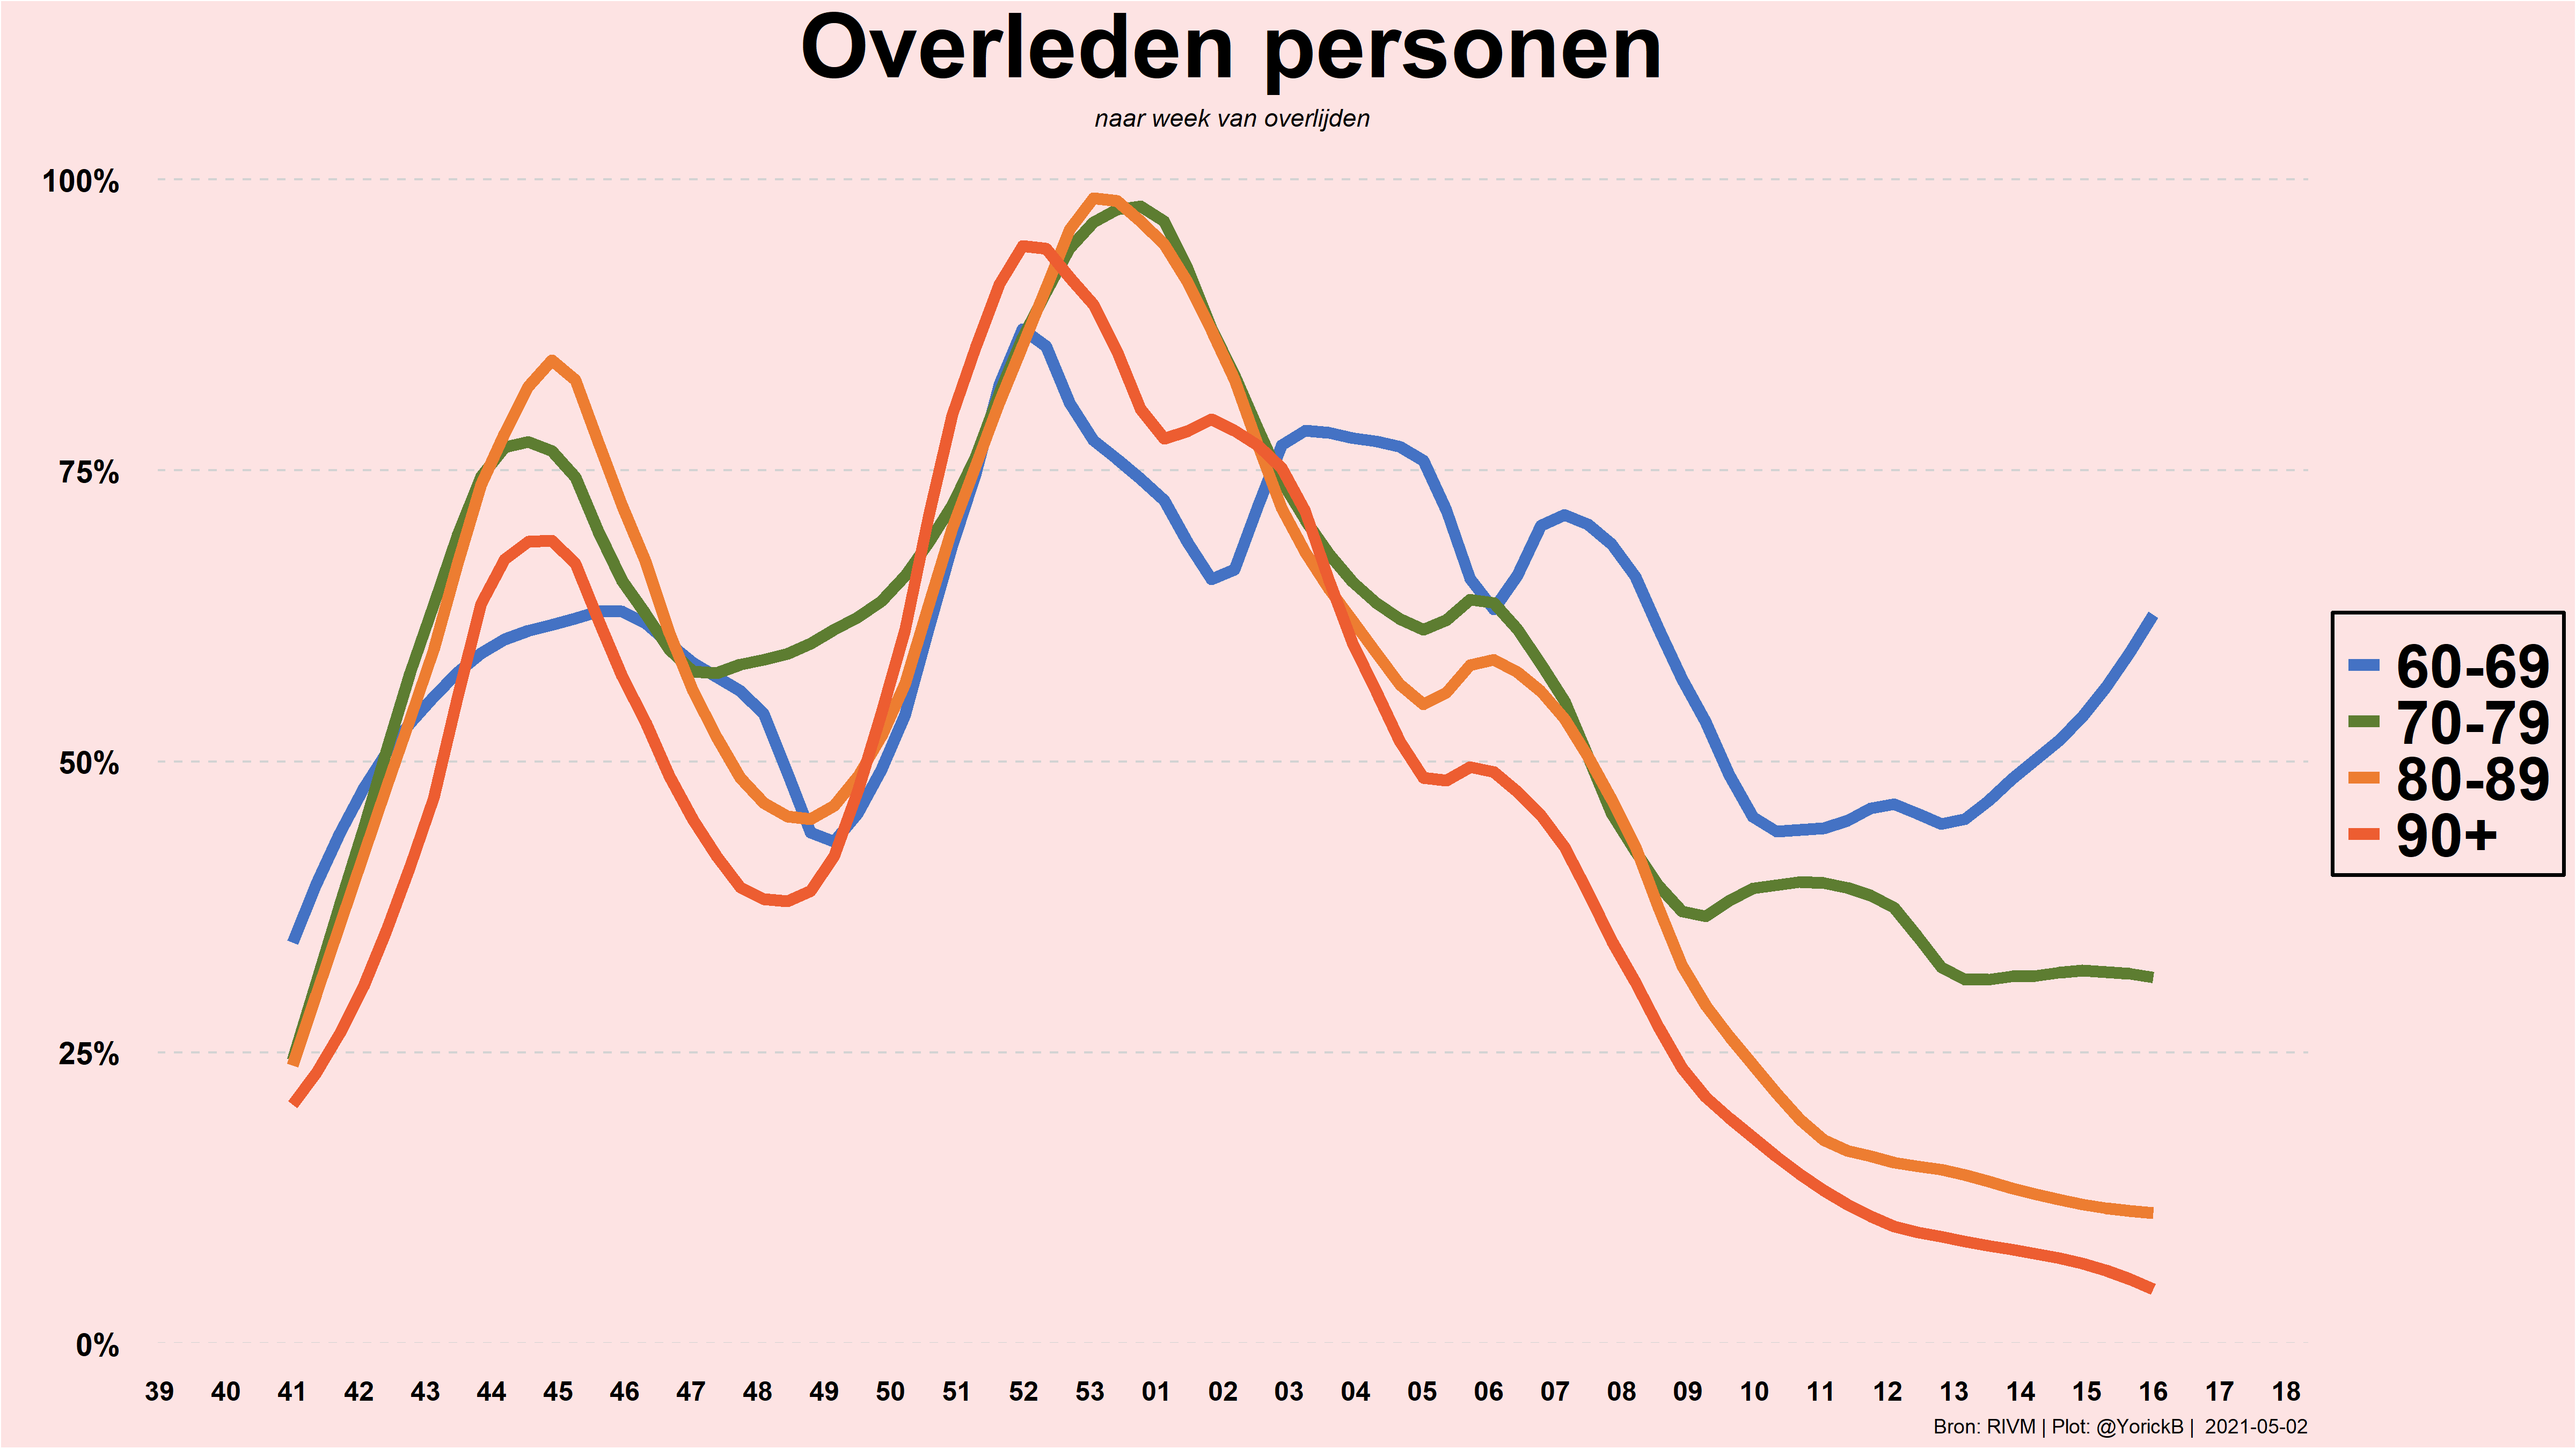 Overleden personen
naar week van overlijden
100%
75%
50%
25%
0%
39 40 41 42 43 44 45 46 47 48 49 50 51 52 53 01 02 03 04 05 06 07 08 09 10 11 12 13 14 15 16 17 18
60-69
70-79
80-89
90+
Bron: RIVM | Plot: @YorickB | 2021-05-02